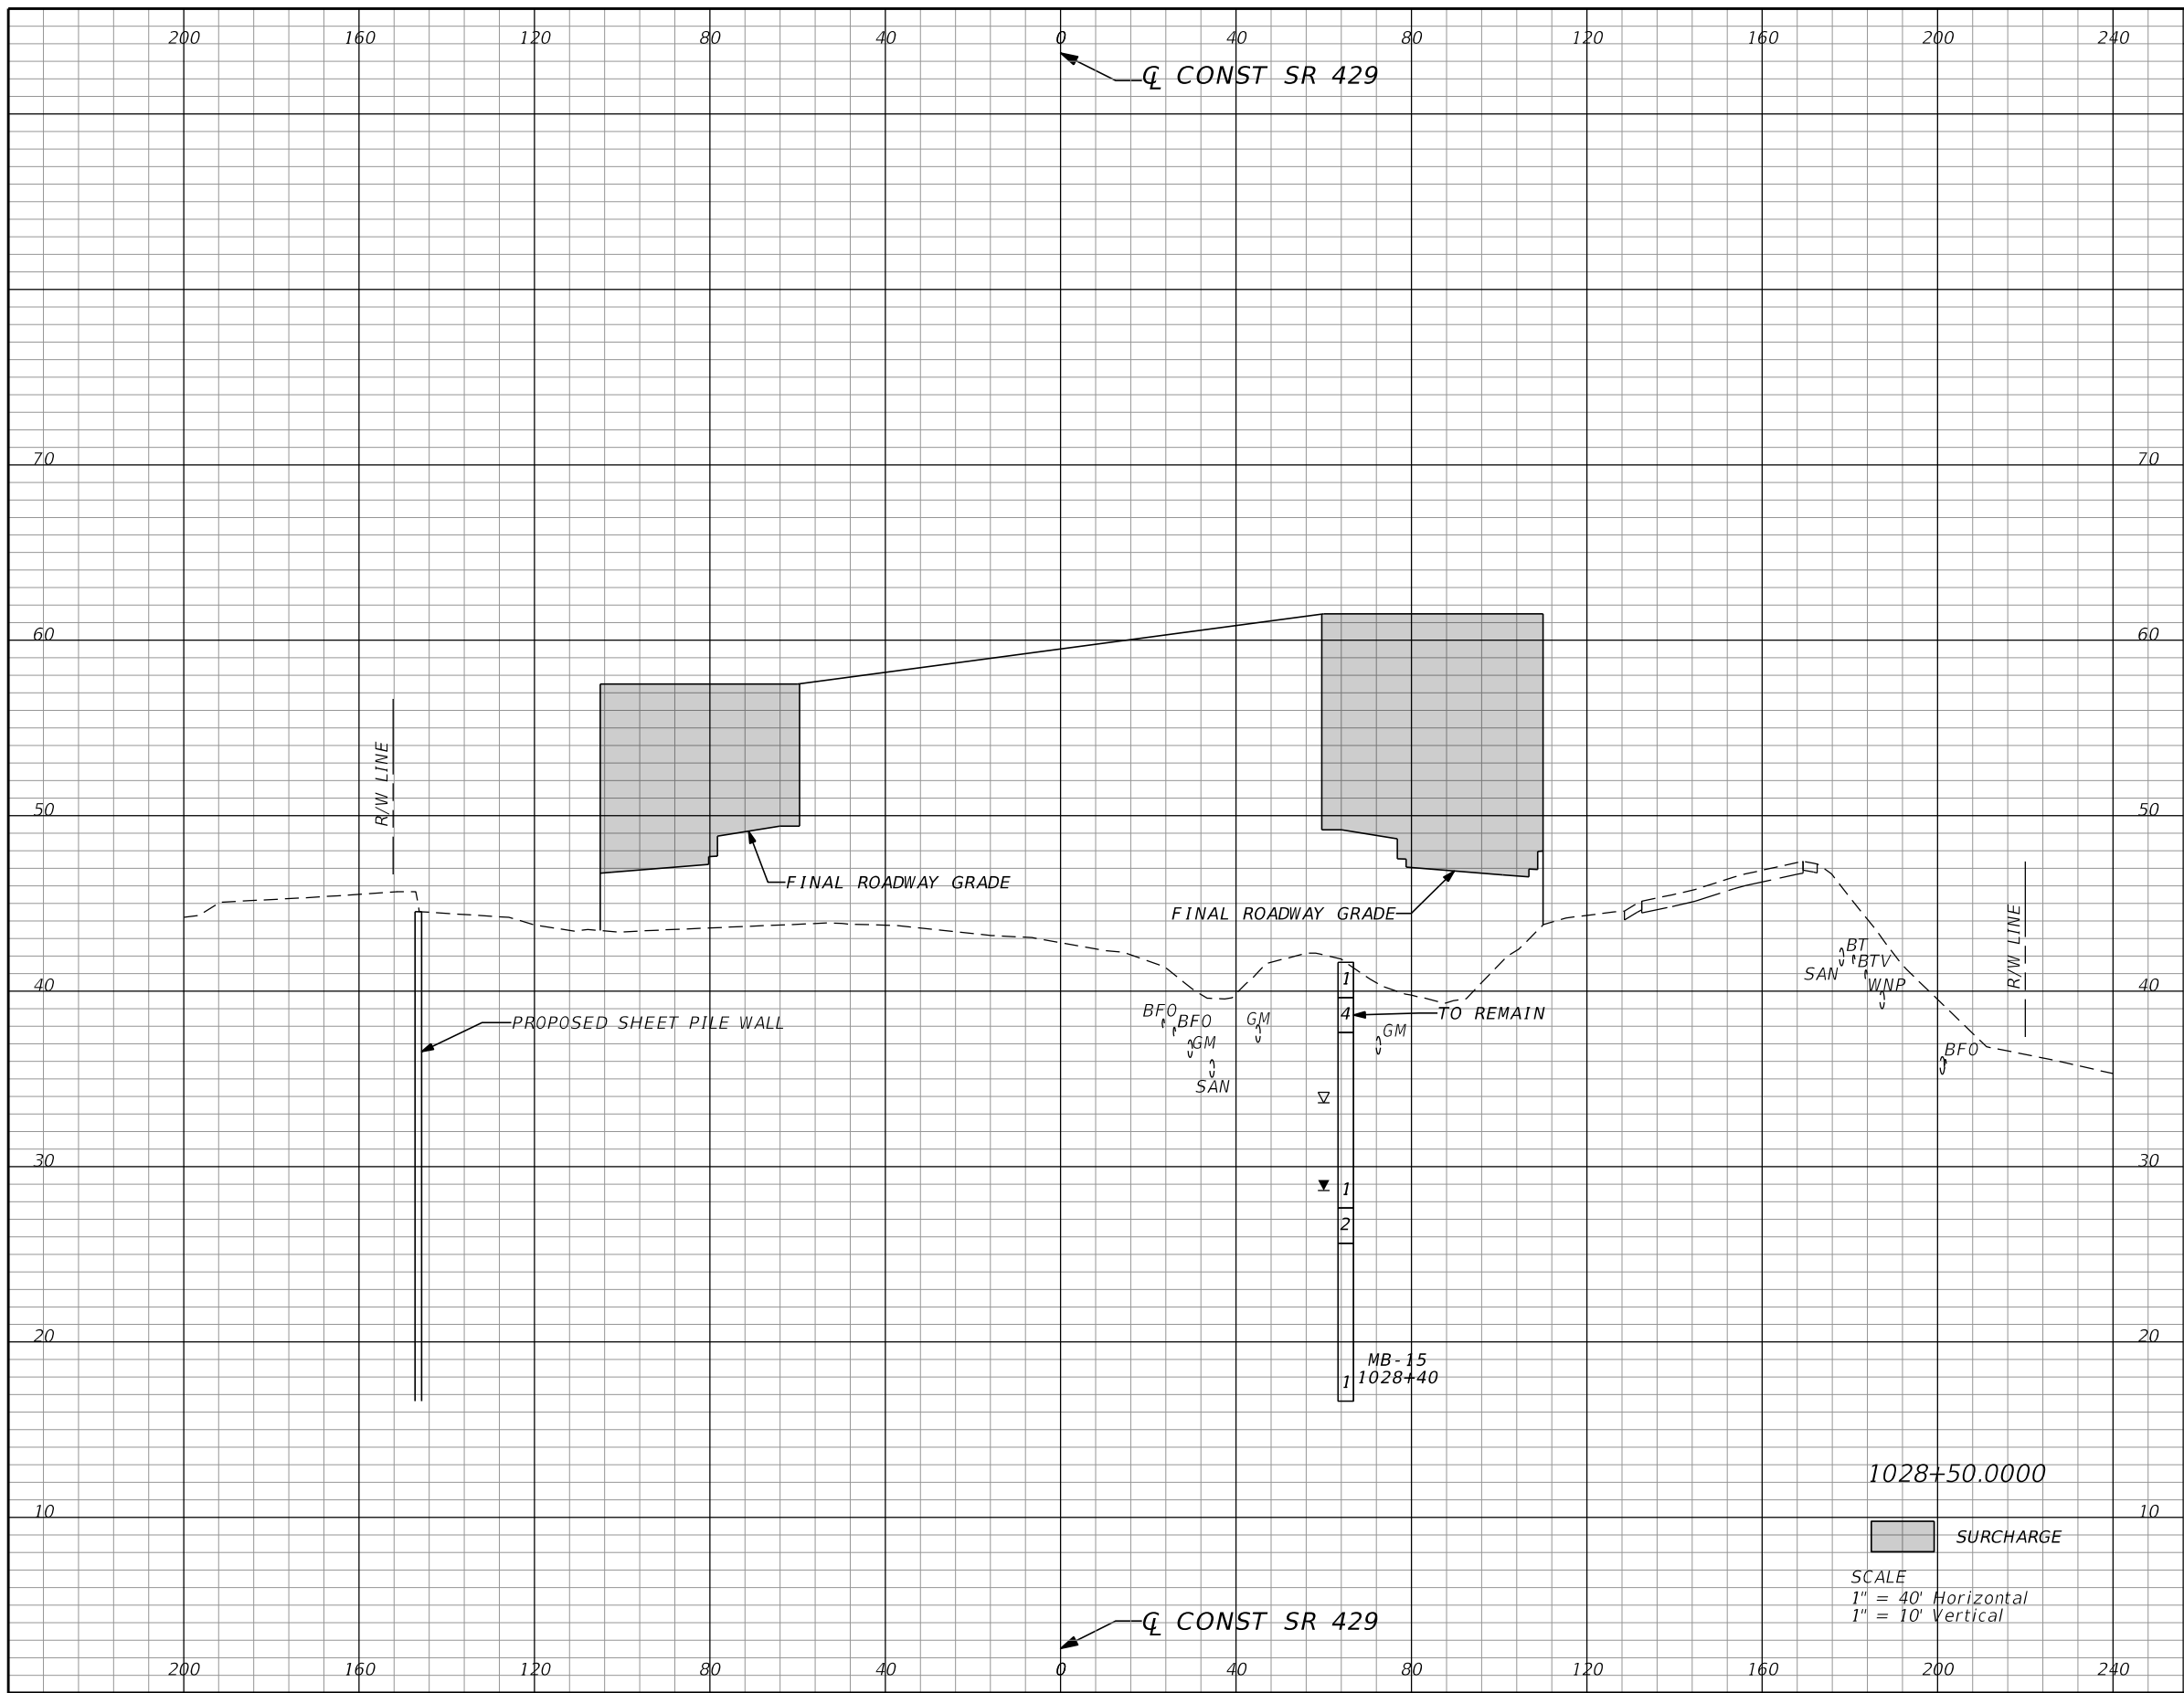 200 160 120 80 40 0 40 80 120 160 200 240
℄ CONST SR 429
70 70
60 60
R/W LINE
50 50
FINAL ROADWAY GRADE
FINAL ROADWAY GRADE
R/W LINE
BT
BTV
SAN
WNP
40 40
1
BFO
BFO
GM
4
TO REMAIN
GM
GM
SAN
BFO
PROPOSED SHEET PILE WALL
30 30
1
2
20 20
MB-15
1028+40
1
1028+50.0000
10 10
SURCHARGE
SCALE
1" = 40' Horizontal
1" = 10' Vertical
℄ CONST SR 429
200 160 120 80 40 0 40 80 120 160 200 240